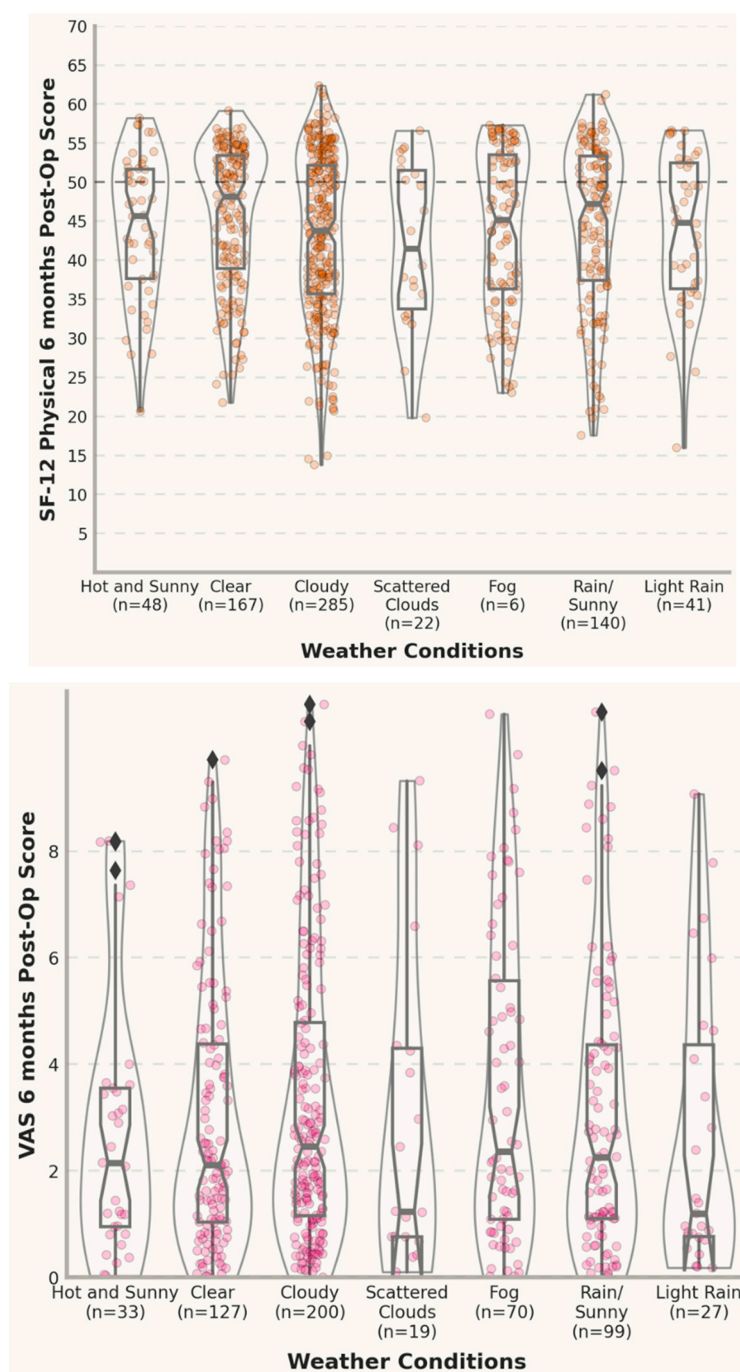 SF-12 Physical 6 months Post-Op Score
70
65
60
55
50
45
40
35
30
25
20
15
10
5
Hot and Sunny
(n=48)
Clear
(n=167)
Cloudy
(n=285)
Scattered
Clouds
(n=22)
Fog
(n=6)
Rain/
Sunny
(n=140)
Light Rain
(n=41)
Weather Conditions
VAS 6 months Post-Op Score
8
6
4
2
0
Hot and Sunny
(n=33)
Clear
(n=127)
Cloudy
(n=200)
Scattered
Clouds
(n=19)
Fog
(n=70)
Rain/
Sunny
(n=99)
Light Rain
(n=27)
Weather Conditions